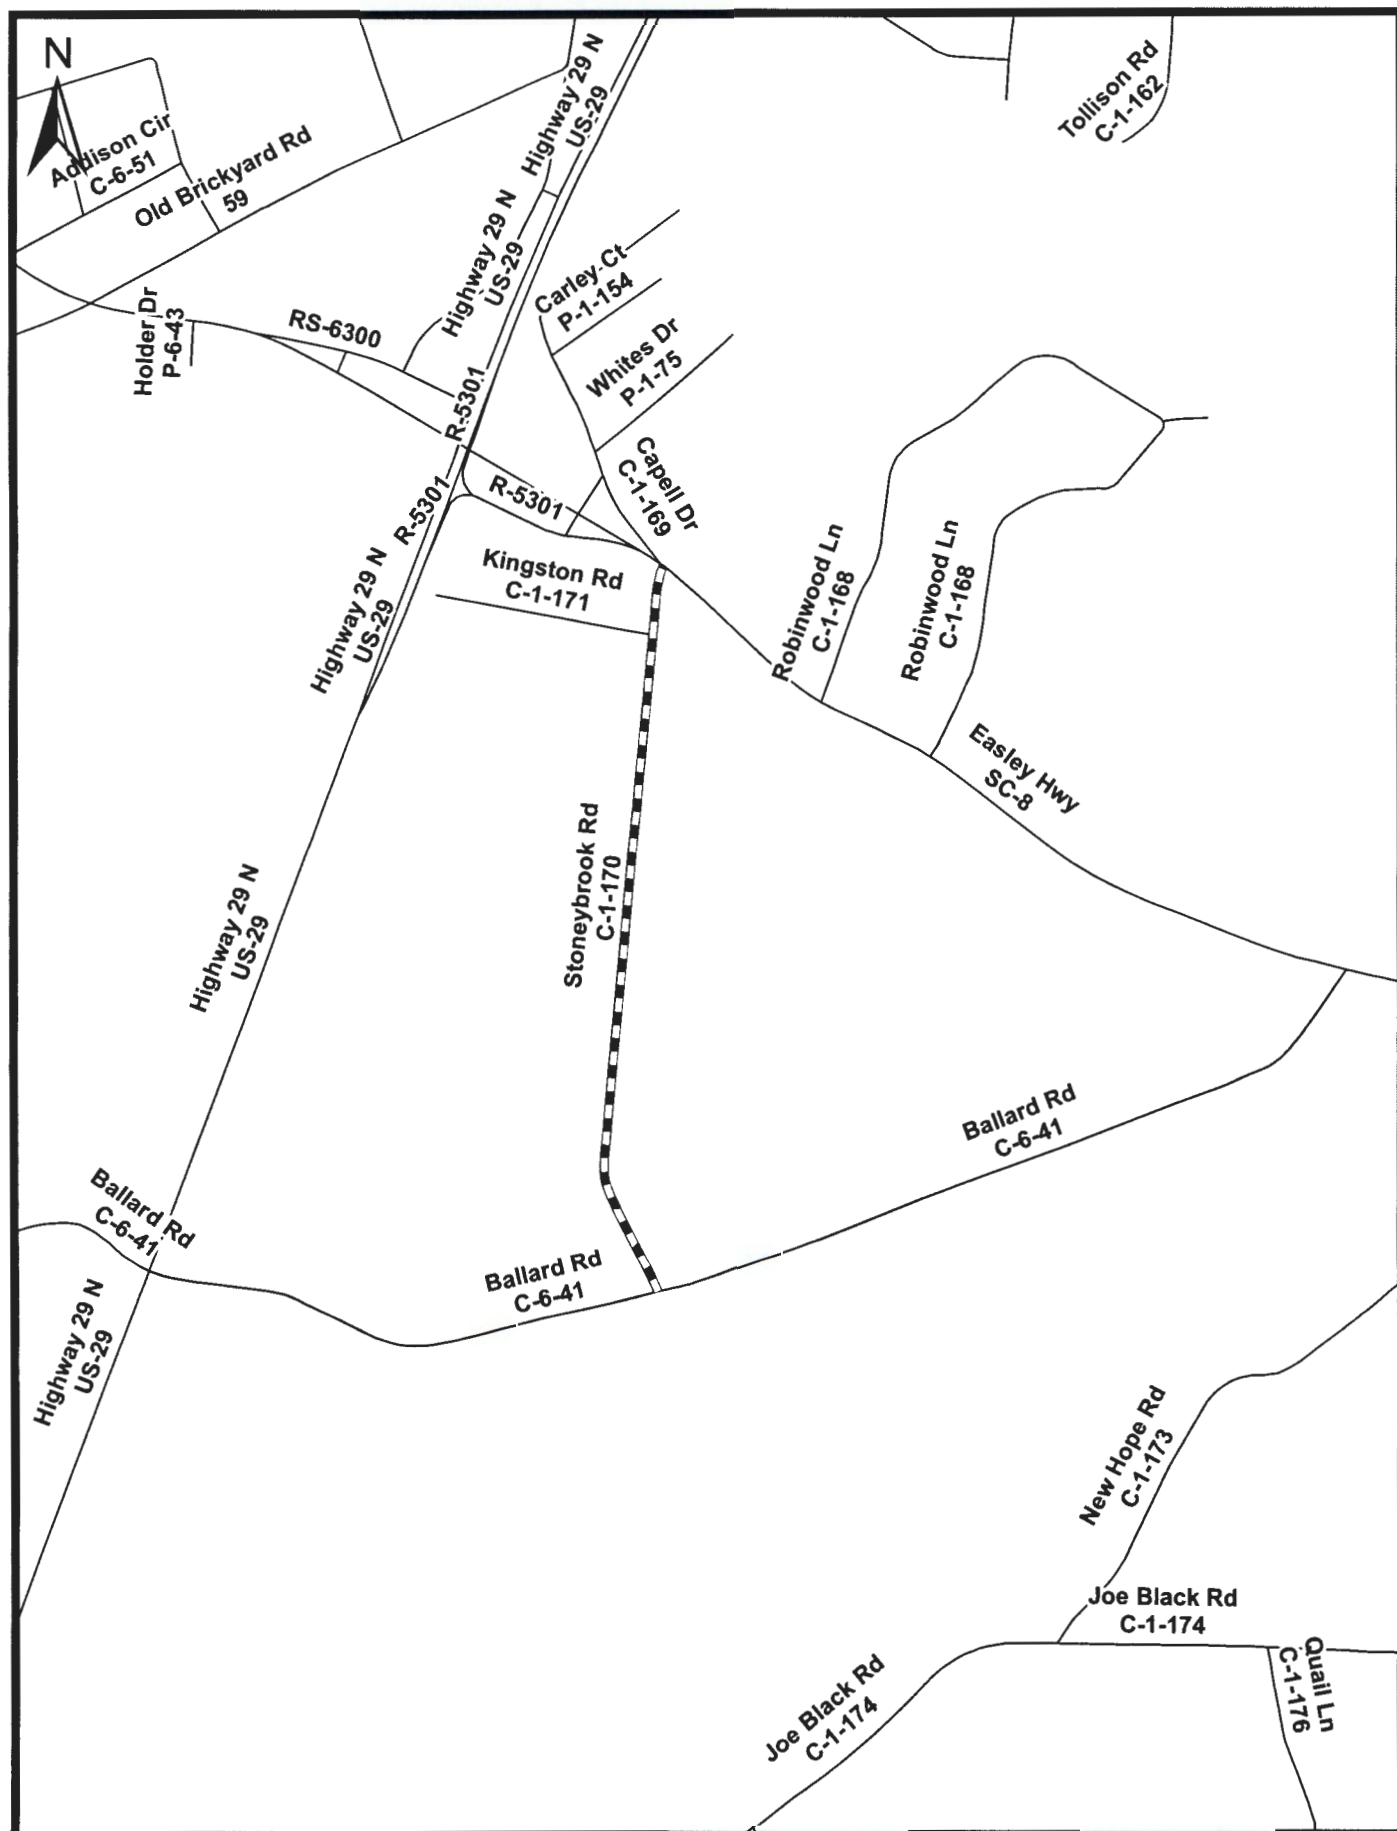 N
Addison Cir
C-6-51
Old Brickyard Rd
59
Highway 29 N
US-29
Tollison Rd
C-1-162
Highway 29 N
US-29
Carley Ct
P-1-154
Holder Dr
P-6-43
RS-6300
Whites Dr
P-1-75
R-5301
Capell Dr
C-1-169
R-5301
R-5301
Kingston Rd
C-1-171
Highway 29 N
US-29
Robinwood Ln
C-1-168
Robinwood Ln
C-1-168
Easley Hwy
SC-8
Stoneybrook Rd
C-1-170
Highway 29 N
US-29
Ballard Rd
C-6-41
Ballard Rd
C-6-41
Ballard Rd
C-6-41
Highway 29 N
US-29
New Hope Rd
C-1-173
Joe Black Rd
C-1-174
Joe Black Rd
C-1-174
Quail Ln
C-1-176